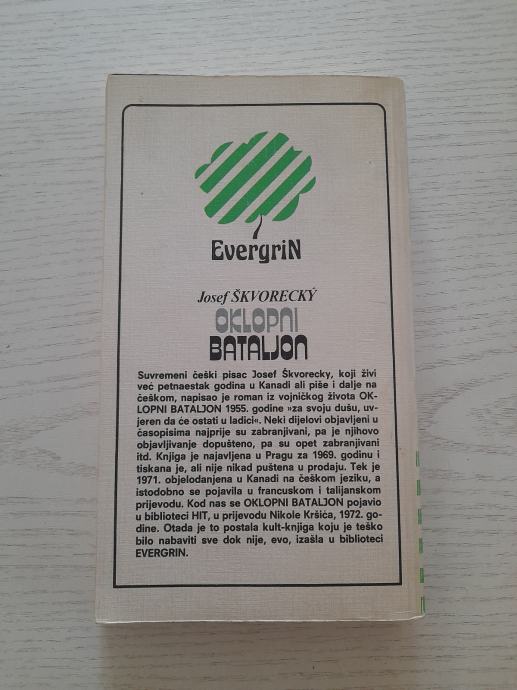 EvergriN
Josef ŠKVORECKÝ
OKLOPNI
BATALJON
Suvremeni češki pisac Josef Škvorecky, koji živi
već petnaestak godina u Kanadi ali piše i dalje na
češkom, napisao je roman iz vojničkog života OK-
LOPNI BATALJON 1955. godine »za svoju dušu, uv-
jeren da će ostati u ladici«. Neki dijelovi objavljeni u
časopisima najprije su zabranjivani, pa je njihovo
objavljivanje dopušteno, pa su opet zabranjivani
itd. Knjiga je najavljena u Pragu za 1969. godinu i
tiskana je, ali nije nikad puštena u prodaju. Tek je
1971. objelodanjena u Kanadi na češkom jeziku, a
istodobno se pojavila u francuskom i talijanskom
prijevodu. Kod nas se OKLOPNI BATALJON pojavio
u biblioteci HIT, u prijevodu Nikole Kršića, 1972. go-
dine. Otada je to postala kult-knjiga koju je teško
bilo nabaviti sve dok nije, evo, izašla u biblioteci
EVERGRIN.